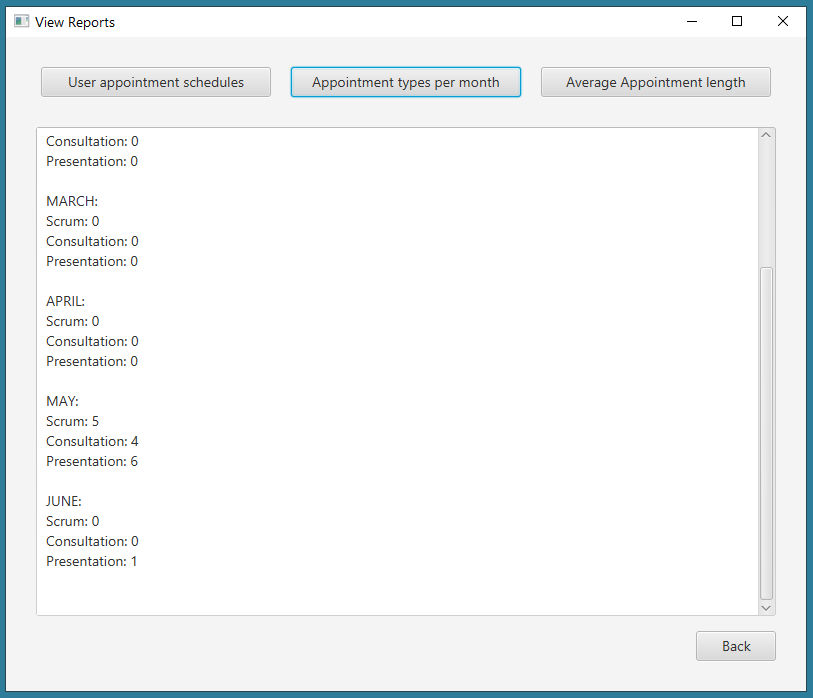 View Reports
User appointment schedules
Appointment types per month
Average Appointment length
Consultation: 0
Presentation: 0
MARCH:
Scrum: 0
Consultation: 0
Presentation: 0
APRIL:
Scrum: 0
Consultation: 0
Presentation: 0
MAY:
Scrum: 5
Consultation: 4
Presentation: 6
JUNE:
Scrum: 0
Consultation: 0
Presentation: 1
Back